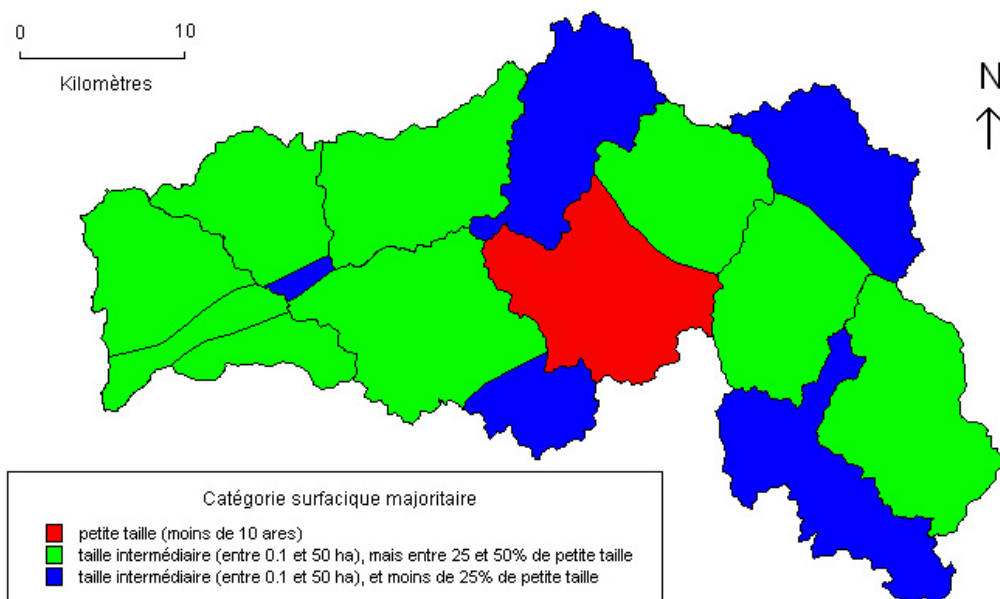 0 10
Kilomètres
N
Catégorie surfacique majoritaire
petite taille (moins de 10 ares)
taille intermédiaire (entre 0.1 et 50 ha), mais entre 25 et 50% de petite taille
taille intermédiaire (entre 0.1 et 50 ha), et moins de 25% de petite taille